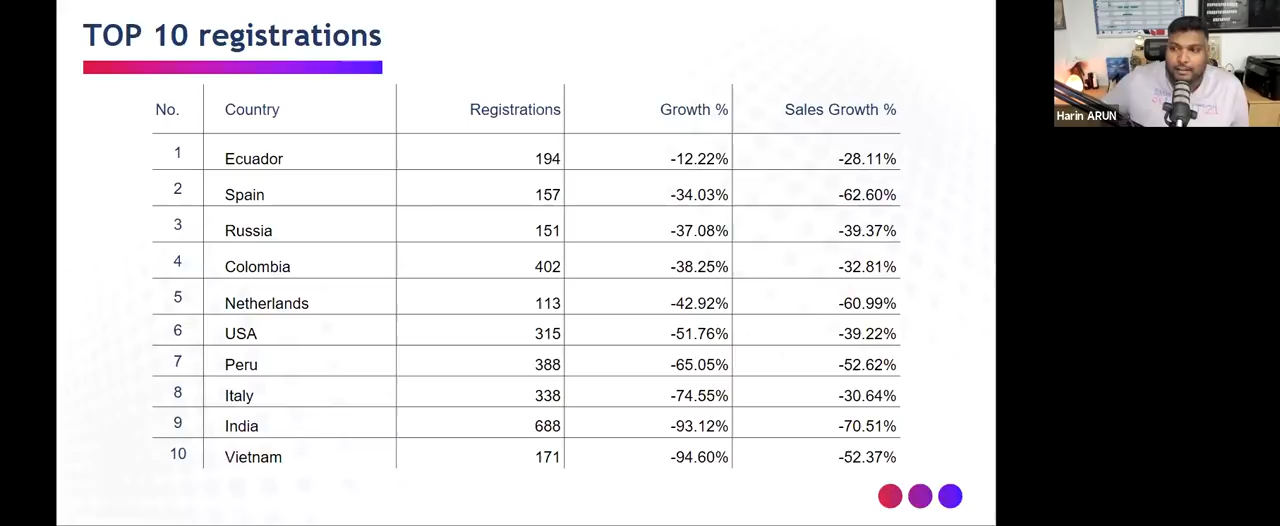 TOP 10 registrations
No. Country Registrations Growth % Sales Growth %
1 Ecuador 194 -12.22% -28.11%
2 Spain 157 -34.03% -62.60%
3 Russia 151 -37.08% -39.37%
4 Colombia 402 -38.25% -32.81%
5 Netherlands 113 -42.92% -60.99%
6 USA 315 -51.76% -39.22%
7 Peru 388 -65.05% -52.62%
8 Italy 338 -74.55% -30.64%
9 India 688 -93.12% -70.51%
10 Vietnam 171 -94.60% -52.37%
Harin ARUN